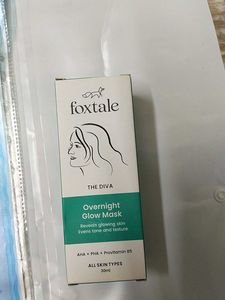 foxtale
THE DIVA
Overnight
Glow Mask
Reveals glowing skin
Evens tone and texture
AHA + PHA + Provitamin B5
ALL SKIN TYPES
30ml